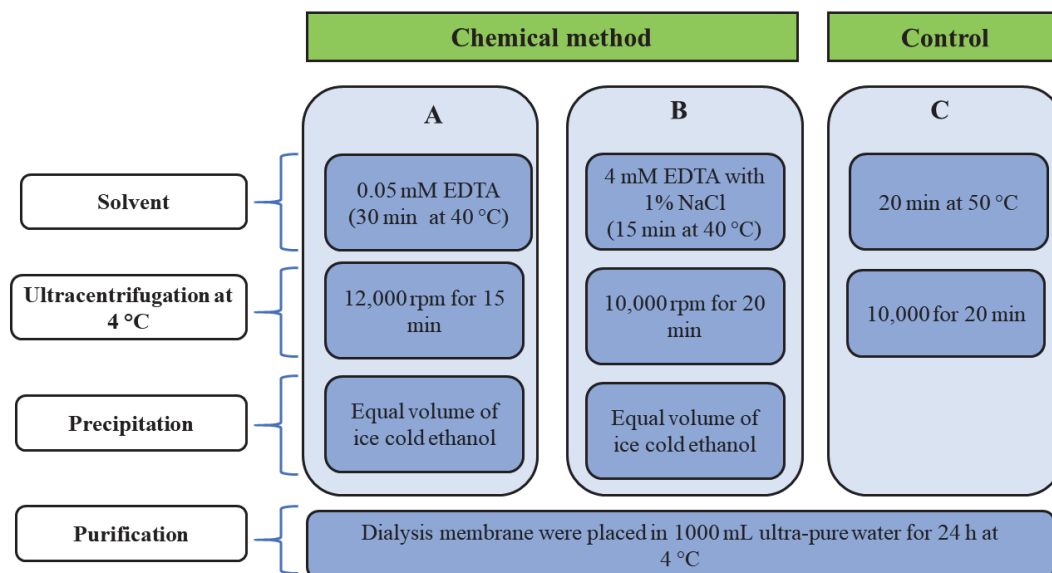 Chemical method
Control
A
B
C
Solvent
0.05 mM EDTA
(30 min at 40 °C)
4 mM EDTA with
1% NaCl
(15 min at 40 °C)
20 min at 50 °C
Ultracentrifugation at
4 °C
12,000 rpm for 15
min
10,000 rpm for 20
min
10,000 for 20 min
Precipitation
Equal volume of
ice cold ethanol
Equal volume of
ice cold ethanol
Purification
Dialysis membrane were placed in 1000 mL ultra-pure water for 24 h at
4 °C